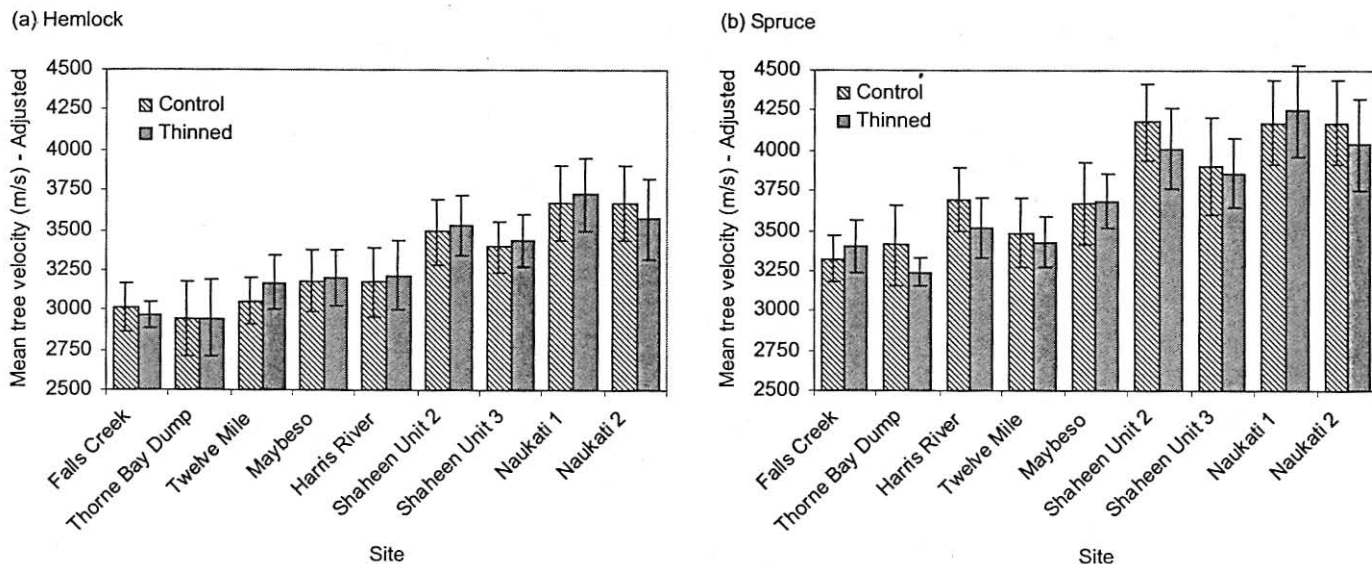 (a) Hemlock
Mean tree velocity (m/s) - Adjusted
4500
4250
4000
3750
3500
3250
3000
2750
2500
Control
Thinned
Falls Creek
Thorne Bay Dump
Twelve Mile
Maybeso
Harris River
Shaheen Unit 2
Shaheen Unit 3
Naukati 1
Naukati 2
Site
(b) Spruce
Mean tree velocity (m/s) - Adjusted
4500
4250
4000
3750
3500
3250
3000
2750
2500
Control
Thinned
Falls Creek
Thorne Bay Dump
Harris River
Twelve Mile
Maybeso
Shaheen Unit 2
Shaheen Unit 3
Naukati 1
Naukati 2
Site